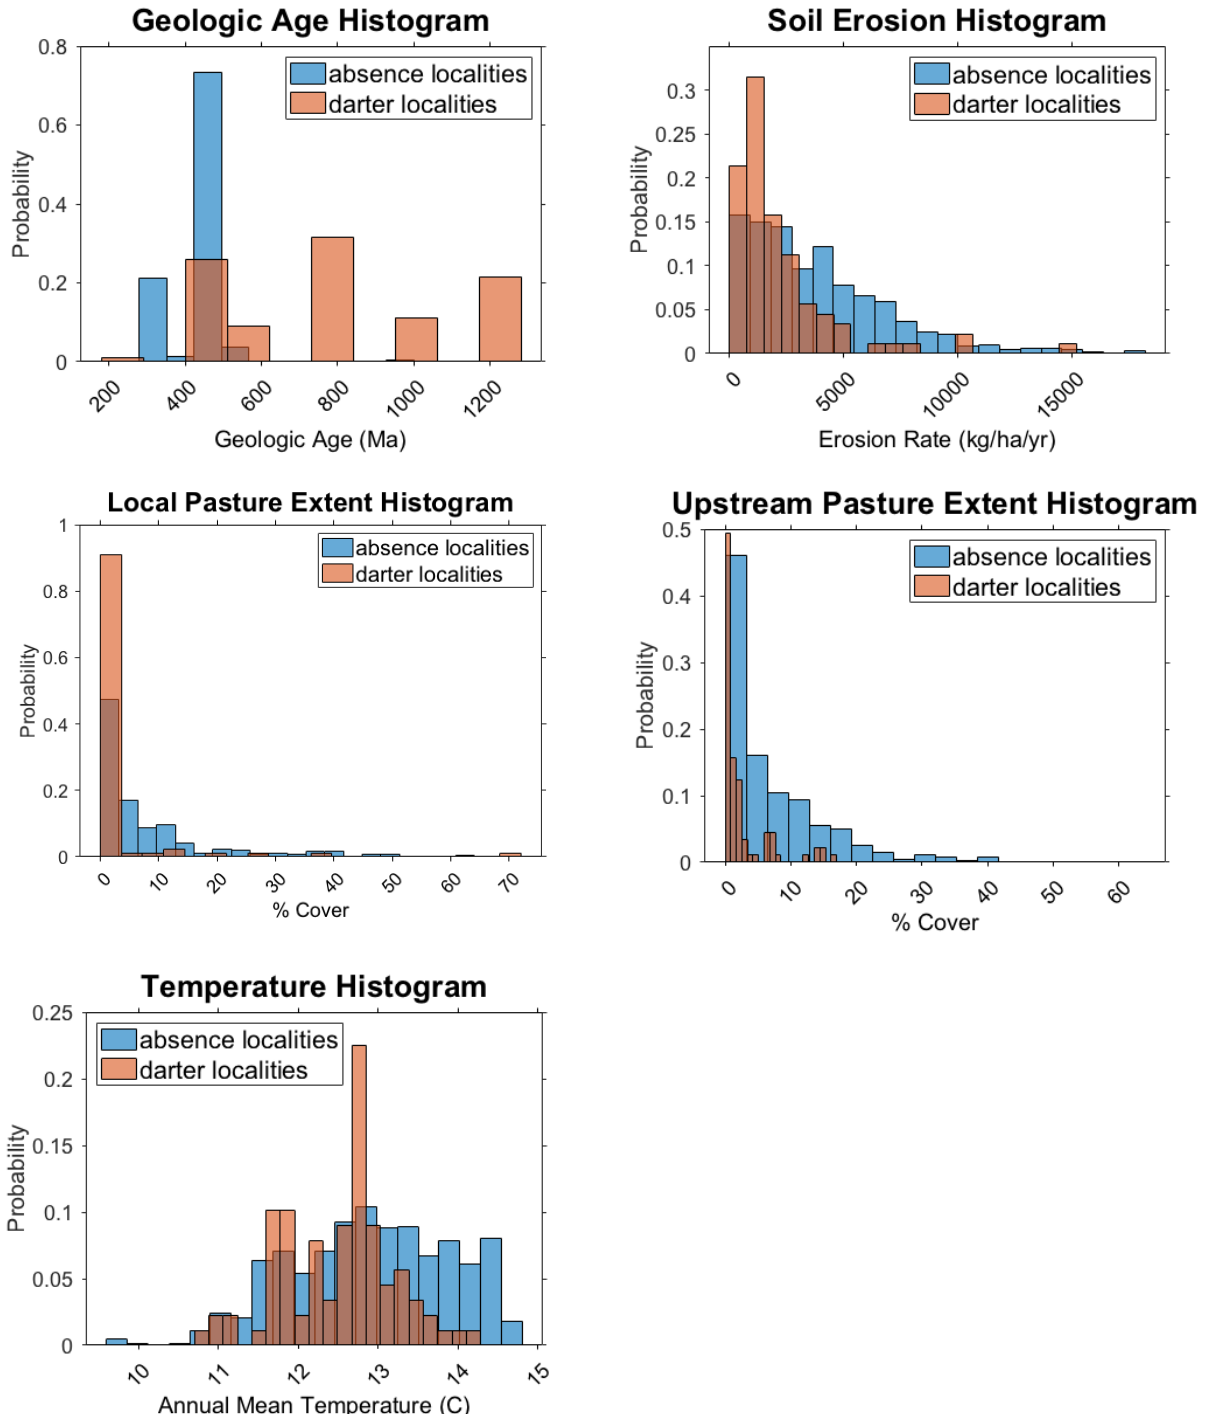 Geologic Age Histogram
0.8
0.6
0.4
0.2
0
Probability
absence localities
darter localities
200
400
600
800
1000
1200
Geologic Age (Ma)
Soil Erosion Histogram
0.3
0.25
0.2
0.15
0.1
0.05
0
Probability
absence localities
darter localities
0
5000
10000
15000
Erosion Rate (kg/ha/yr)
Local Pasture Extent Histogram
1
0.8
0.6
0.4
0.2
0
Probability
absence localities
darter localities
0
10
20
30
40
50
60
70
% Cover
Upstream Pasture Extent Histogram
0.5
0.4
0.3
0.2
0.1
0
Probability
absence localities
darter localities
0
10
20
30
40
50
60
% Cover
Temperature Histogram
0.25
0.2
0.15
0.1
0.05
0
Probability
absence localities
darter localities
10
11
12
13
14
15
Annual Mean Temperature (C)